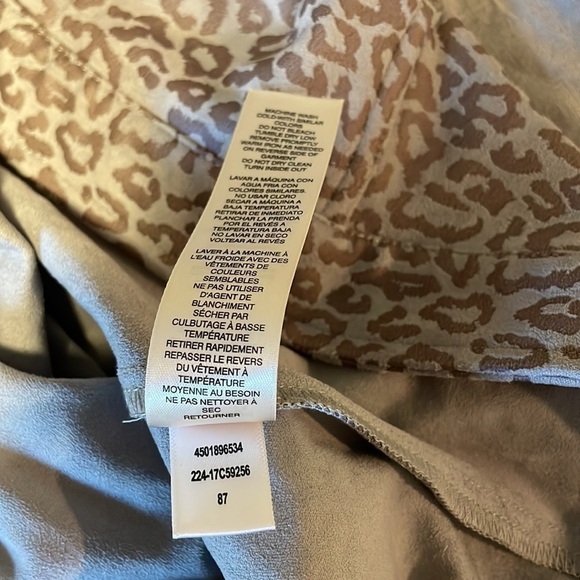 MACHINE WASH
COLD-WITH SIMILAR
COLORS
DO NOT BLEACH
TUMBLE DRY LOW
REMOVE PROMPTLY
WARM IRON AS NEEDED
ON REVERSE SIDE OF
GARMENT
DO NOT DRY CLEAN
TURN INSIDE OUT
LAVAR A MÁQUINA CON
AGUA FRIA CON
COLORES SIMILARES.
NO USAR CLORO
SECAR A MÁQUINA A
BAJA TEMPERATURA
RETIRAR DE INMEDIATO
PLANCHAR LA PRENDA
POR EL REVÉS A
TEMPERATURA BAJA
NO LAVAR EN SECO
VOLTEAR AL REVÉS
LAVER À LA MACHINE À
L'EAU FROIDE AVEC DES
VÊTEMENTS DE
COULEURS
SEMBLABLES
NE PAS UTILISER
D'AGENT DE
BLANCHIMENT
SÉCHER PAR
CULBUTAGE À BASSE
TEMPÉRATURE
RETIRER RAPIDEMENT
REPASSER LE REVERS
DU VÊTEMENT À
TEMPÉRATURE
MOYENNE AU BESOIN
NE PAS NETTOYER À
SEC
RETOURNER
4501896534
224-17C59256
87